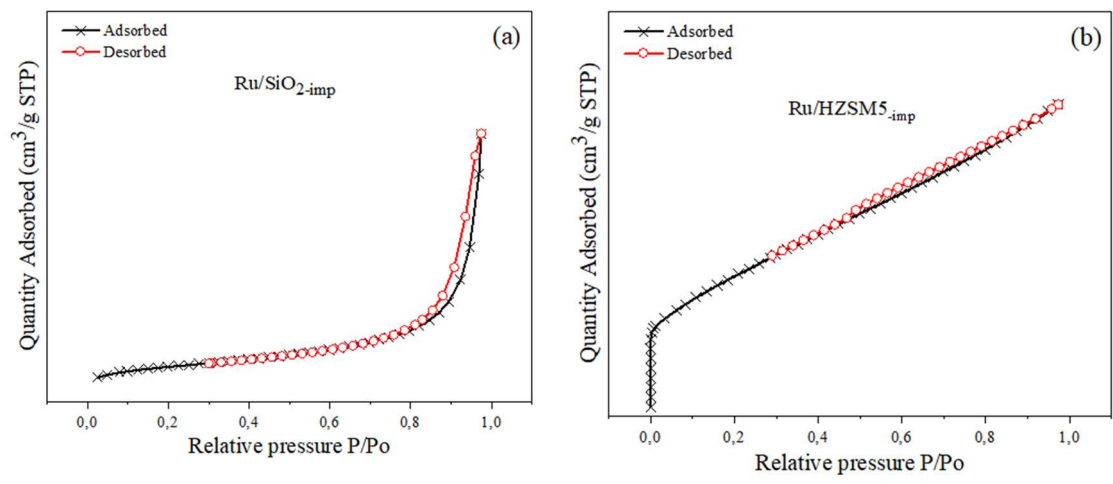 (a)
Adsorbed
Desorbed
Ru/SiO2-imp
Quantity Adsorbed (cm3/g STP)
0,0 0,2 0,4 0,6 0,8 1,0
Relative pressure P/Po
(b)
Adsorbed
Desorbed
Ru/HZSM5-imp
Quantity Adsorbed (cm3/g STP)
0,0 0,2 0,4 0,6 0,8 1,0
Relative pressure P/Po